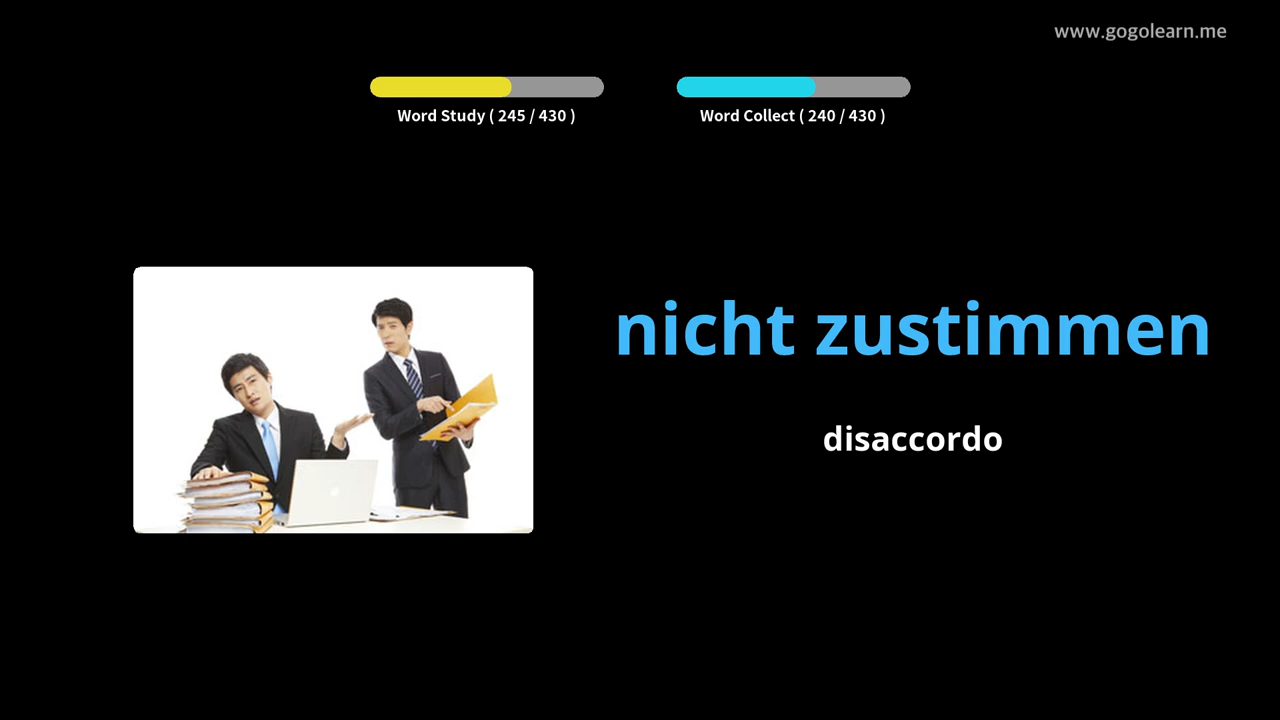 www.gogolearn.me
Word Study ( 245 / 430 )
Word Collect ( 240 / 430 )
nicht zustimmen
disaccordo